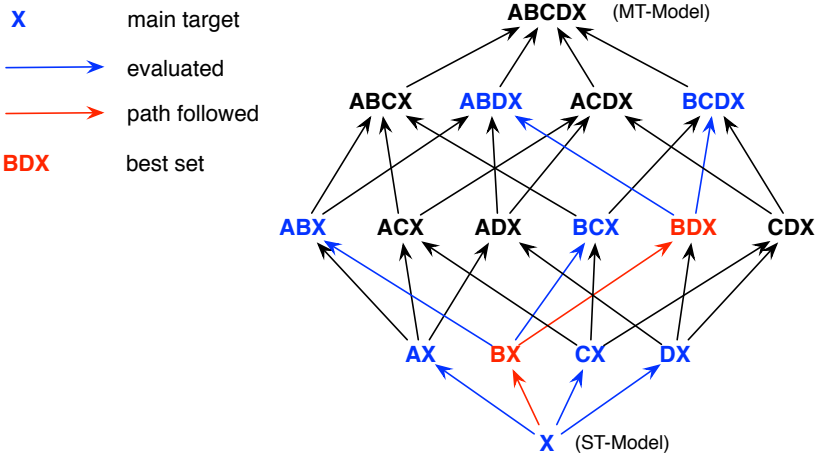 X main target
evaluated
path followed
BDX best set
ABCDX (MT-Model)
ABCX ABDX ACDX BCDX
ABX ACX ADX BCX BDX CDX
AX BX CX DX
X (ST-Model)